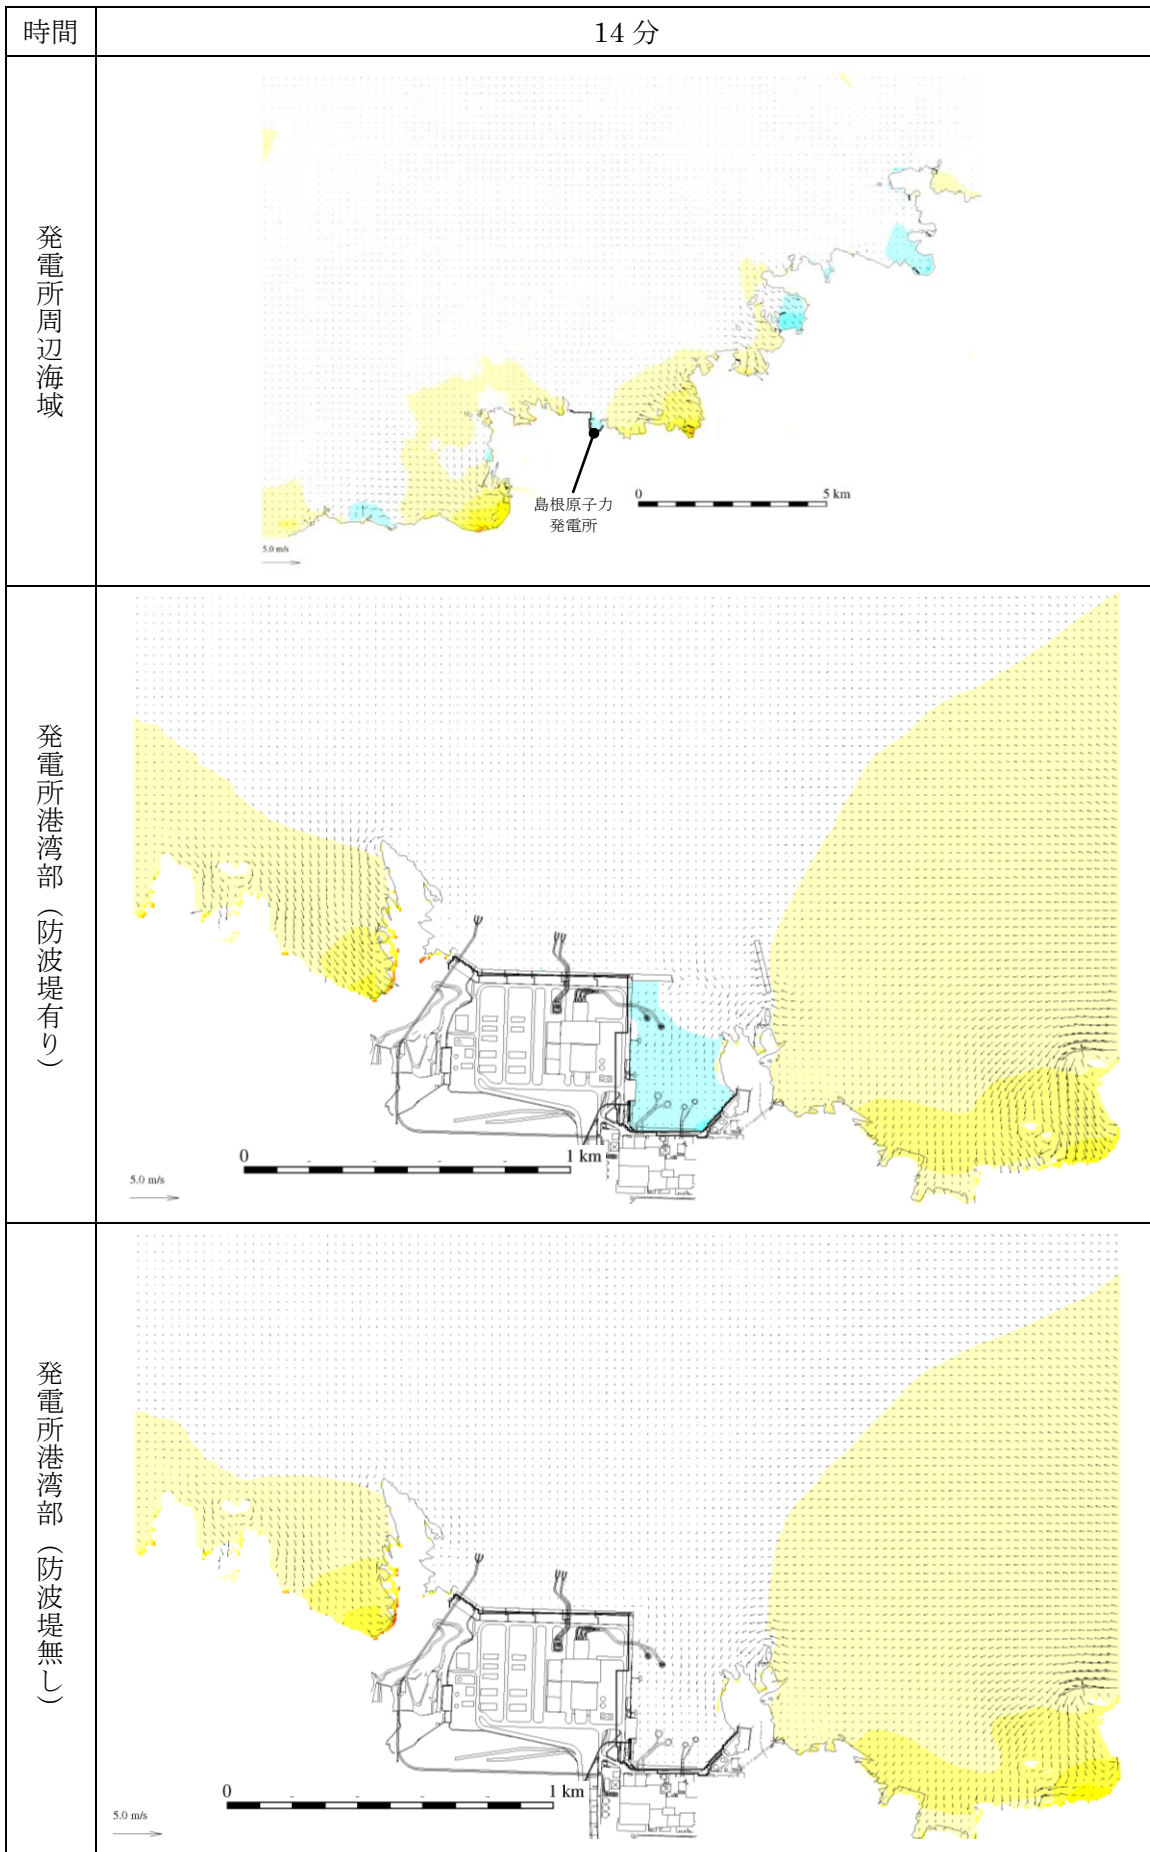 時間
14 分
発電所周辺海域
島根原子力
発電所
0
5 km
5.0 m/s
発電所港湾部（防波堤有り）
0
1 km
5.0 m/s
発電所港湾部（防波堤無し）
0
1 km
5.0 m/s